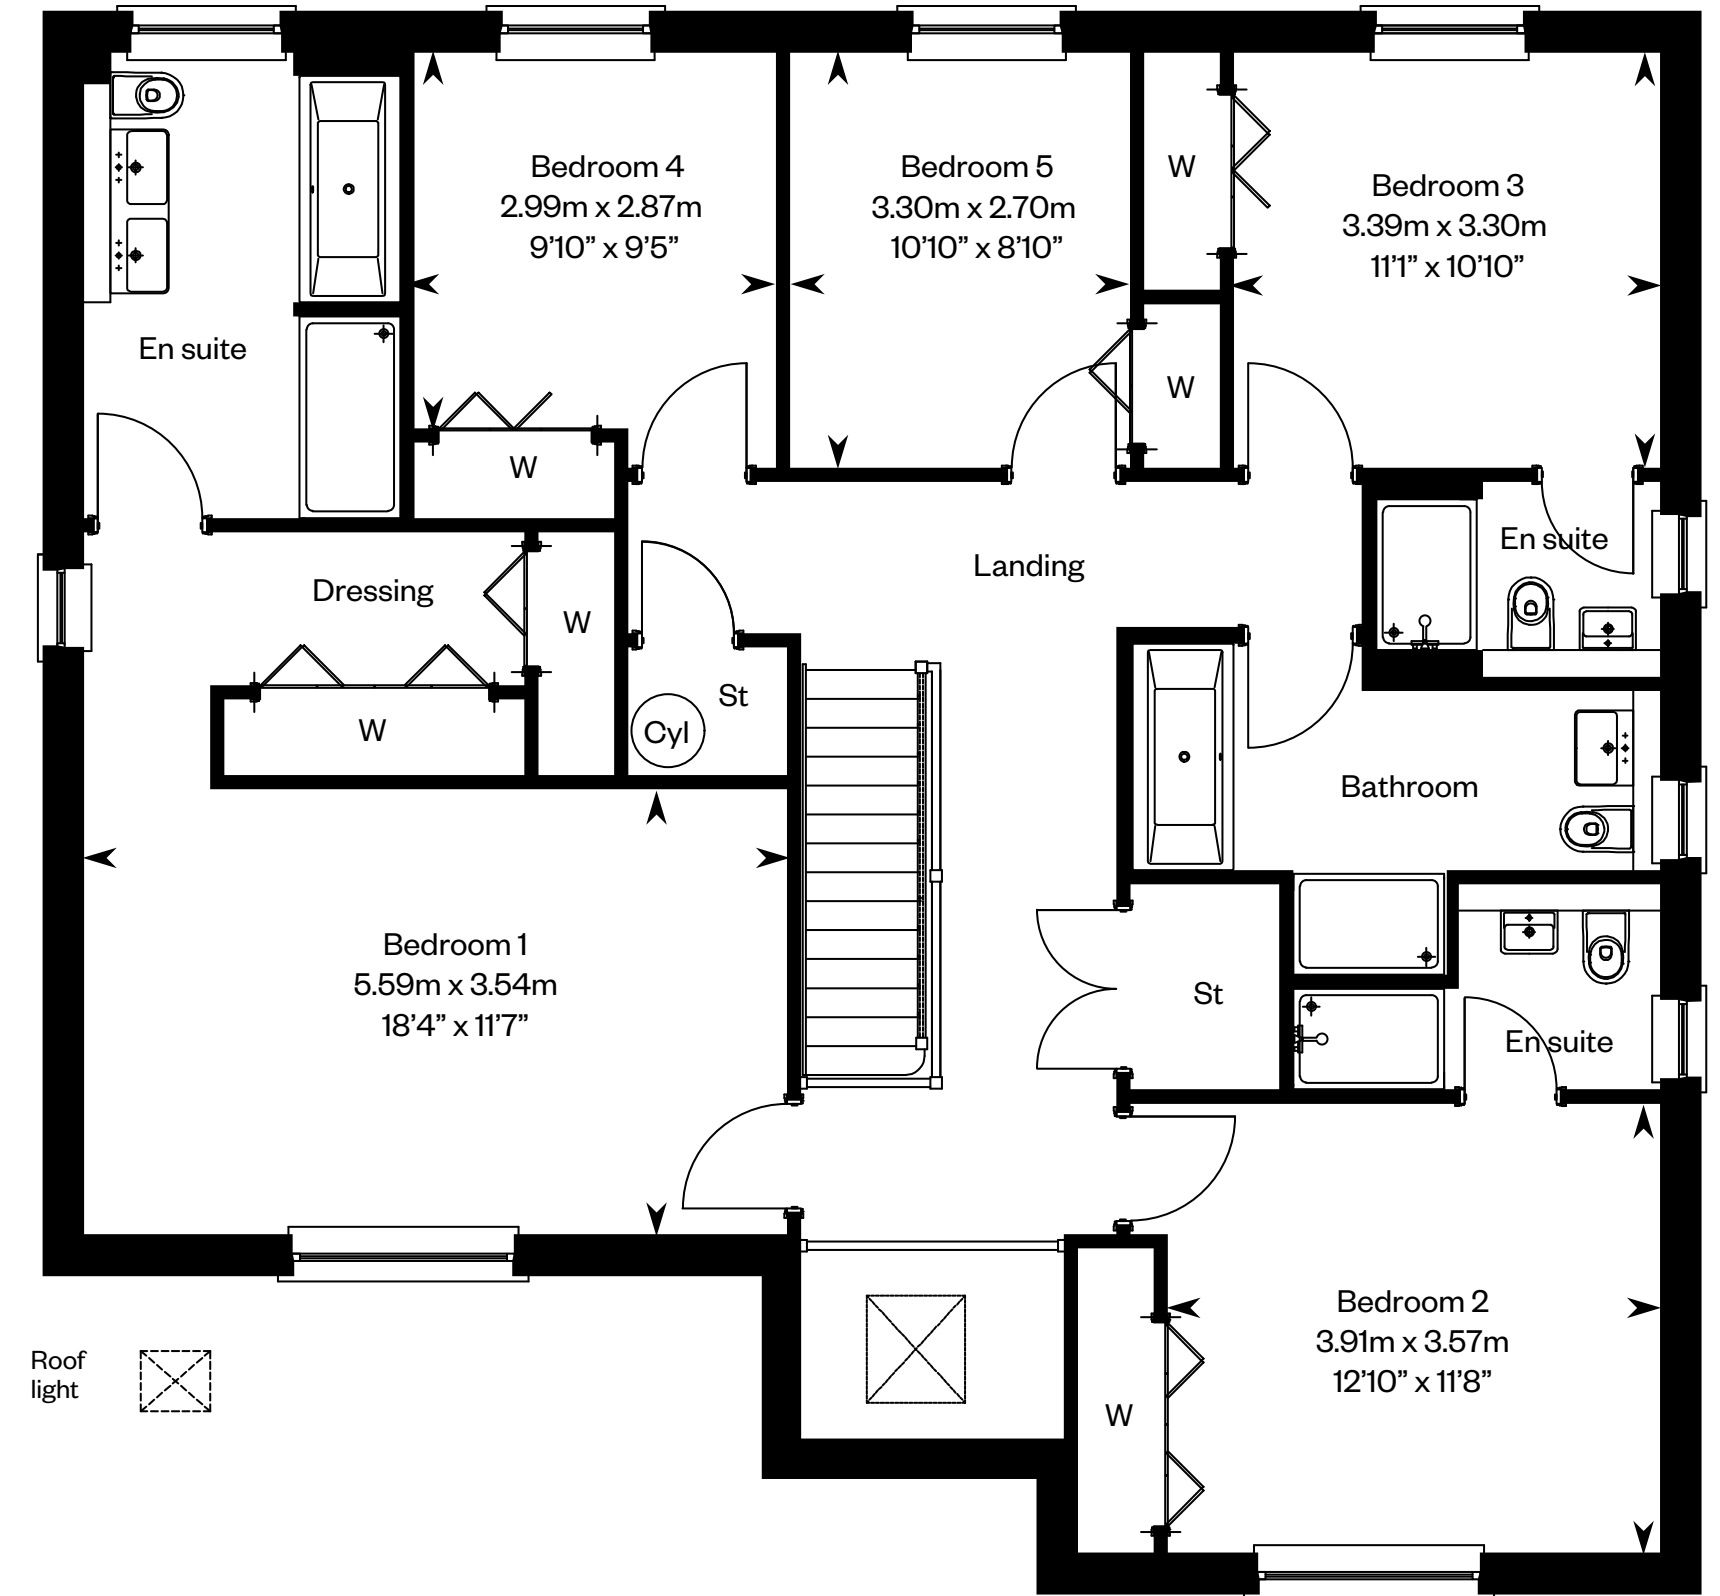 Bedroom 4
2.99m x 2.87m
9’10” x 9’5”
Bedroom 5
3.30m x 2.70m
10’10” x 8’10”
W
Bedroom 3
3.39m x 3.30m
11’1” x 10’10”
En suite
W
W
En suite
Landing
Dressing
W
St
Cyl
W
Bathroom
Bedroom 1
5.59m x 3.54m
18’4” x 11’7”
St
En suite
Bedroom 2
3.91m x 3.57m
12’10” x 11’8”
W
Roof
light